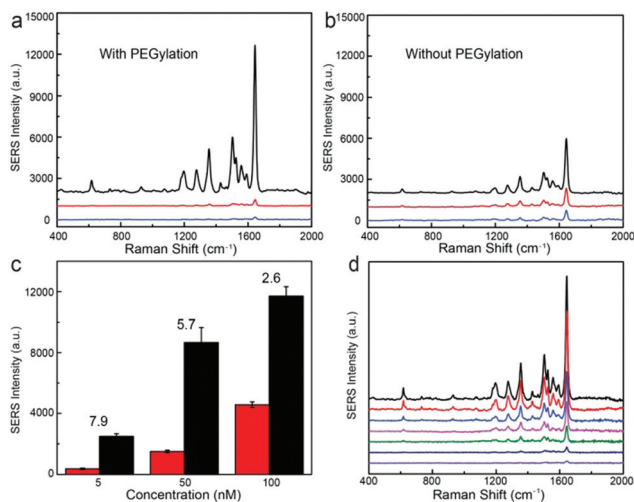 a
15000
12000
9000
6000
3000
0
SERS Intensity (a.u.)
With PEGylation
400
800
1200
1600
2000
Raman Shift (cm⁻¹)
b
15000
12000
9000
6000
3000
0
SERS Intensity (a.u.)
Without PEGylation
400
800
1200
1600
2000
Raman Shift (cm⁻¹)
c
12000
8000
4000
0
SERS Intensity (a.u.)
7.9
5.7
2.6
5
50
100
Concentration (nM)
d
SERS Intensity (a.u.)
400
800
1200
1600
2000
Raman Shift (cm⁻¹)